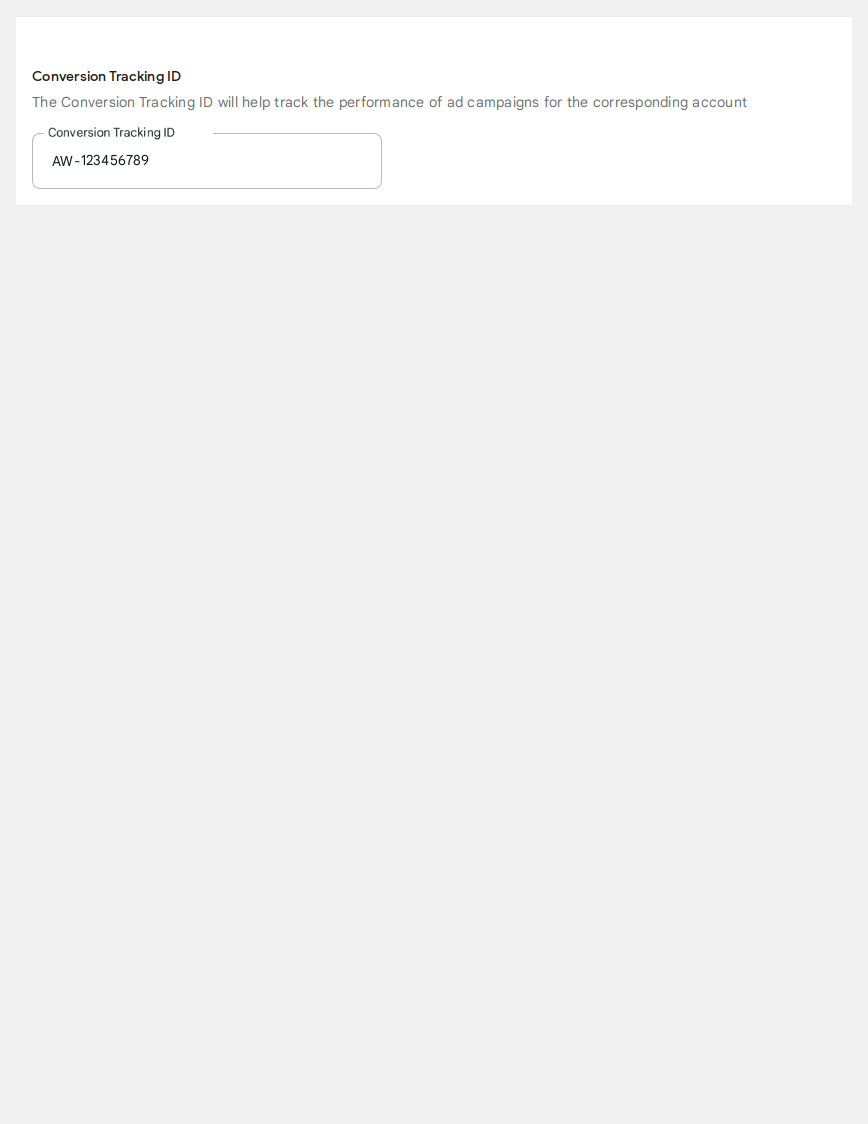 Conversion Tracking ID
The Conversion Tracking ID will help track the performance of ad campaigns for the corresponding account
Conversion Tracking ID
AW-123456789